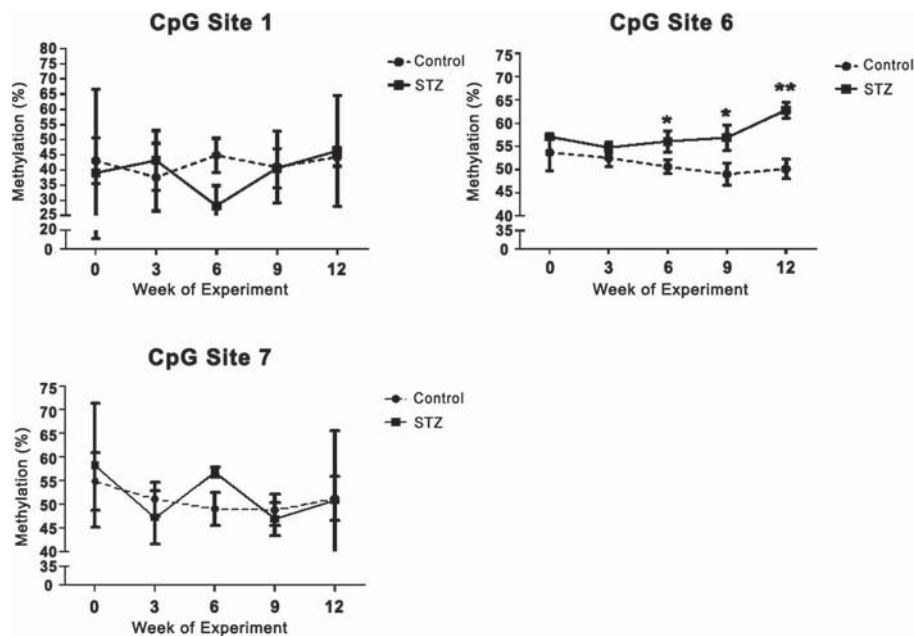 CpG Site 1
80
75
70
65
60
55
50
45
40
35
30
25
20
0
Methylation (%)
0 3 6 9 12
Week of Experiment
Control
STZ
CpG Site 6
75
70
65
60
55
50
45
40
35
0
Methylation (%)
* * **
0 3 6 9 12
Week of Experiment
Control
STZ
CpG Site 7
75
70
65
60
55
50
45
40
35
0
Methylation (%)
0 3 6 9 12
Week of Experiment
Control
STZ